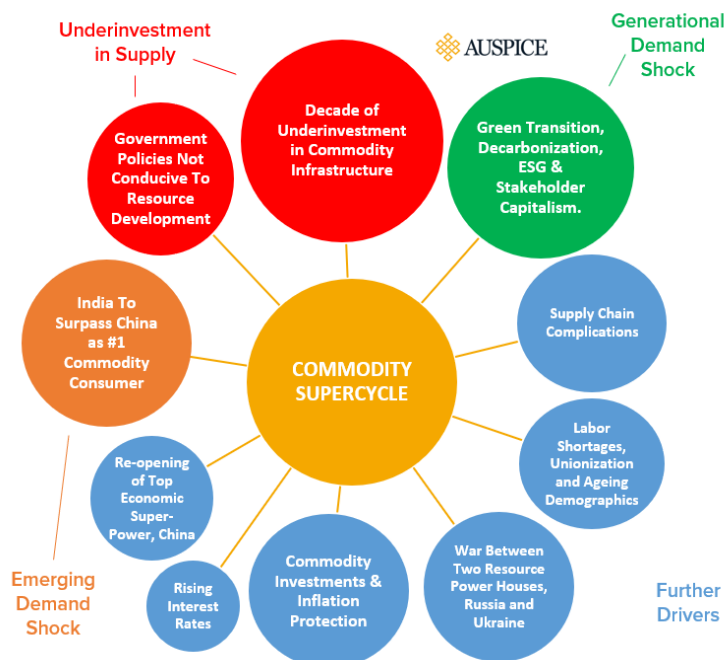 Underinvestment
in Supply
AUSPICE
Generational
Demand
Shock
Decade of
Underinvestment
in Commodity
Infrastructure
Government
Policies Not
Conducive To
Resource
Development
Green Transition,
Decarbonization,
ESG &
Stakeholder
Capitalism.
India To
Surpass China
as #1
Commodity
Consumer
COMMODITY
SUPERCYCLE
Supply Chain
Complications
Labor
Shortages,
Unionization
and Ageing
Demographics
Re-opening
of Top
Economic
Super-
Power, China
Rising
Interest
Rates
Commodity
Investments &
Inflation
Protection
War Between
Two Resource
Power Houses,
Russia and
Ukraine
Emerging
Demand
Shock
Further
Drivers